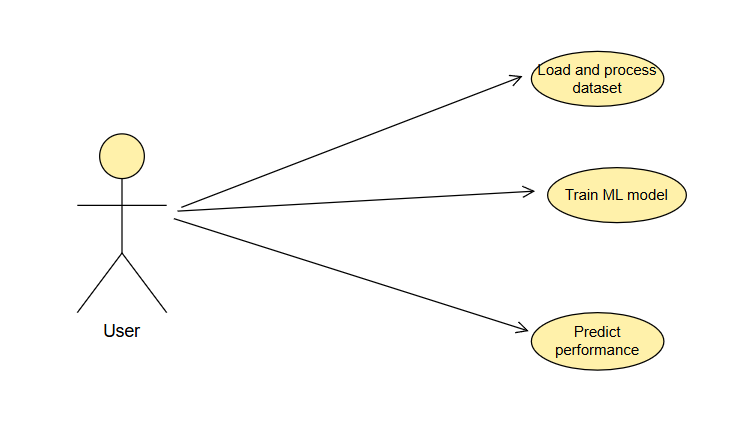 Load and process
dataset
Train ML model
User
Predict
performance